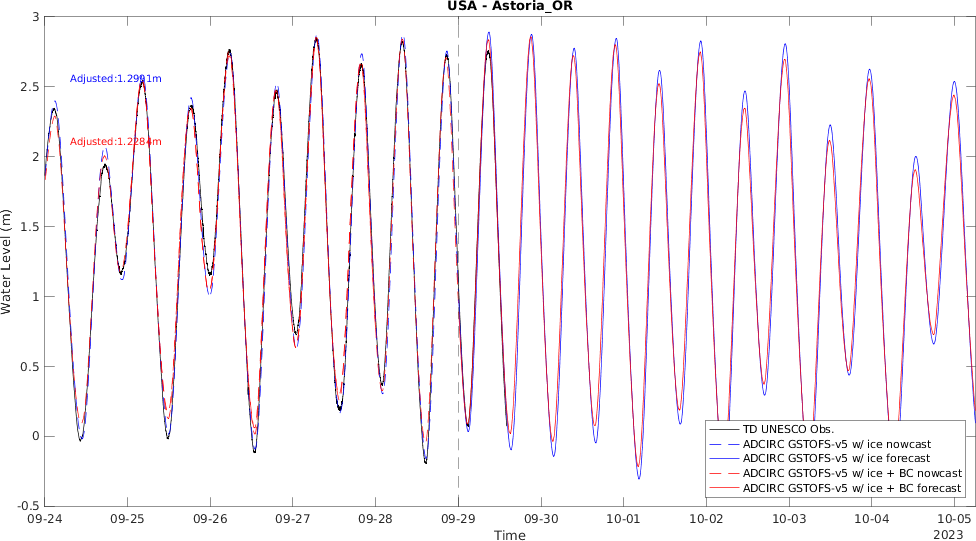 USA - Astoria_OR
3
2.5
2
1.5
1
0.5
0
-0.5
Water Level (m)
Adjusted:1.2991m
Adjusted:1.2284m
TD UNESCO Obs.
ADCIRC GSTOFS-v5 w/ ice nowcast
ADCIRC GSTOFS-v5 w/ ice forecast
ADCIRC GSTOFS-v5 w/ ice + BC nowcast
ADCIRC GSTOFS-v5 w/ ice + BC forecast
09-24 09-25 09-26 09-27 09-28 09-29 09-30 10-01 10-02 10-03 10-04 10-05
Time
2023